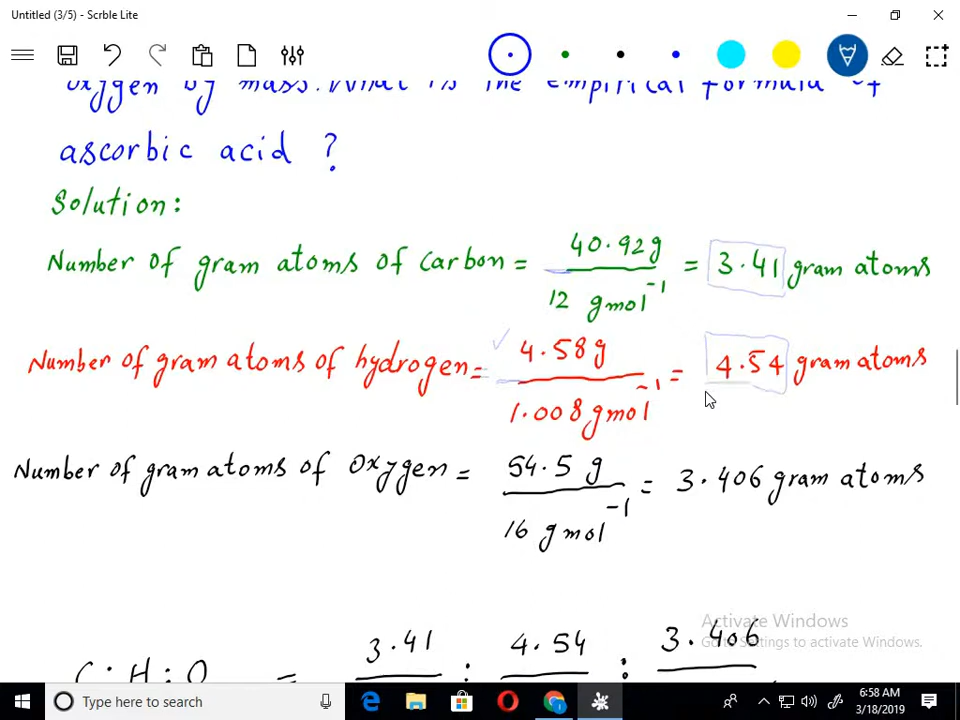 Untitled (3/5) - Scrble Lite
oxygen by mass. What is the empirical formula of
ascorbic acid ?
Solution:
Number of gram atoms of carbon = 40.92g / 12 gmol⁻¹ = 3.41 gram atoms
Number of gram atoms of hydrogen = 4.58g / 1.008 gmol⁻¹ = 4.54 gram atoms
Number of gram atoms of Oxygen = 54.5 g / 16 gmol⁻¹ = 3.406 gram atoms
C : H : O = 3.41 : 4.54 : 3.406
Activate Windows
Go to Settings to activate Windows.
Type here to search
6:58 AM
3/18/2019